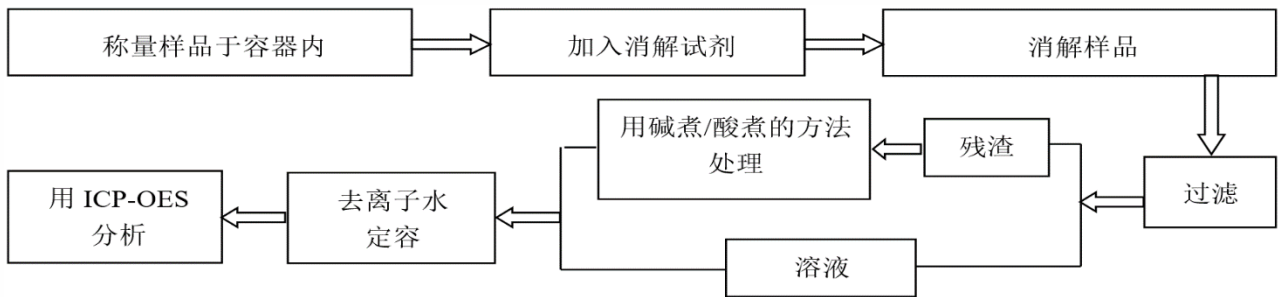 称量样品于容器内
加入消解试剂
消解样品
过滤
残渣
用碱煮/酸煮的方法
处理
溶液
去离子水
定容
用 ICP-OES
分析